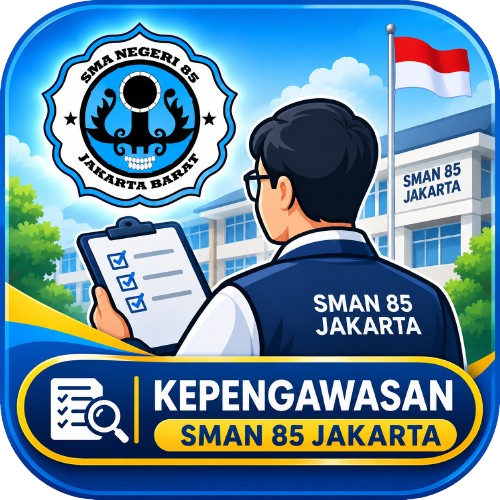 SMA NEGERI 85
JAKARTA BARAT
SMAN 85
JAKARTA
SMAN 85
JAKARTA
KEPENGAWASAN
SMAN 85 JAKARTA